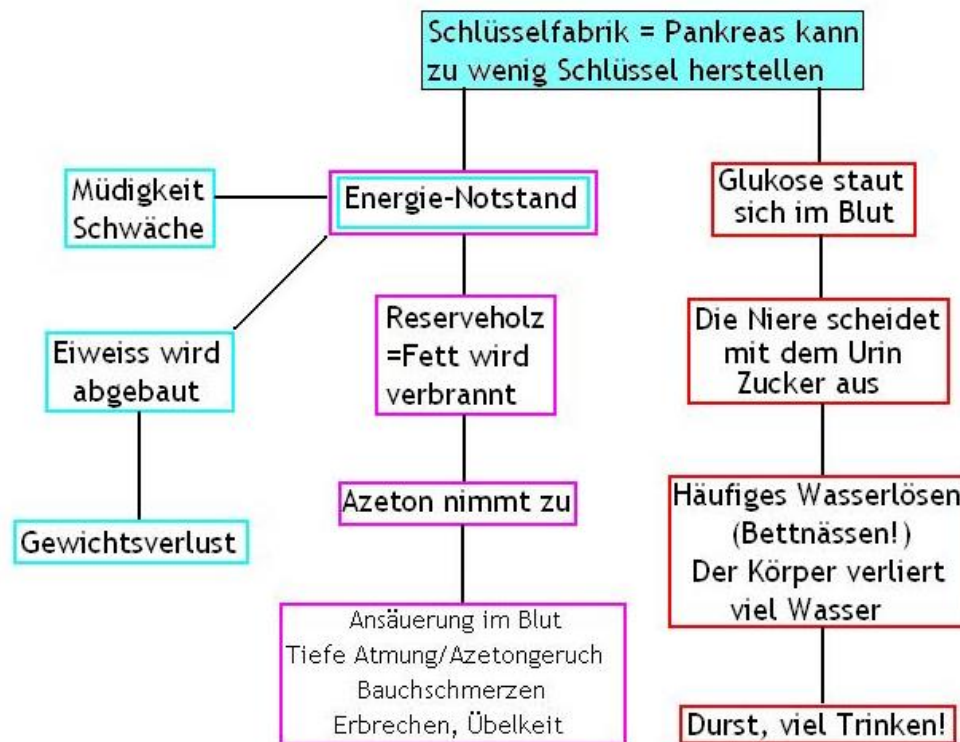 Schlüsselfabrik = Pankreas kann
zu wenig Schlüssel herstellen
Müdigkeit
Schwäche
Energie-Notstand
Glukose staut
sich im Blut
Eiweiss wird
abgebaut
Reserveholz
=Fett wird
verbrannt
Die Niere scheidet
mit dem Urin
Zucker aus
Gewichtsverlust
Azeton nimmt zu
Häufiges Wasserlösen
(Bettnässen!)
Der Körper verliert
viel Wasser
Ansäuerung im Blut
Tiefe Atmung/Azetongeruch
Bauchschmerzen
Erbrechen, Übelkeit
Durst, viel Trinken!